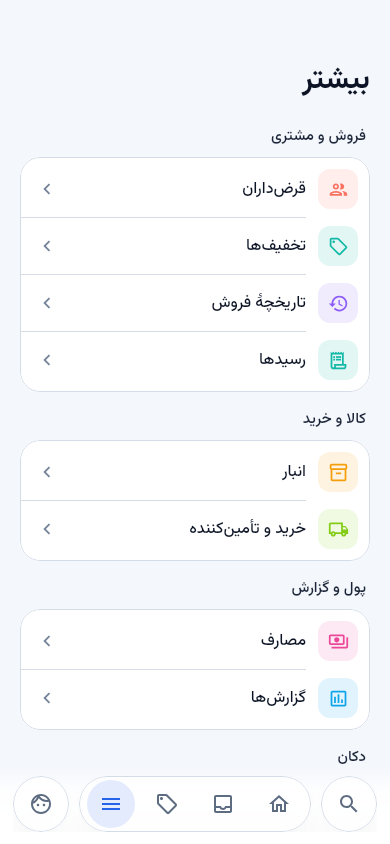 بیشتر
فروش و مشتری
قرض‌داران
تخفیف‌ها
تاریخچهٔ فروش
رسیدها
کالا و خرید
انبار
خرید و تأمین‌کننده
پول و گزارش
مصارف
گزارش‌ها
دکان